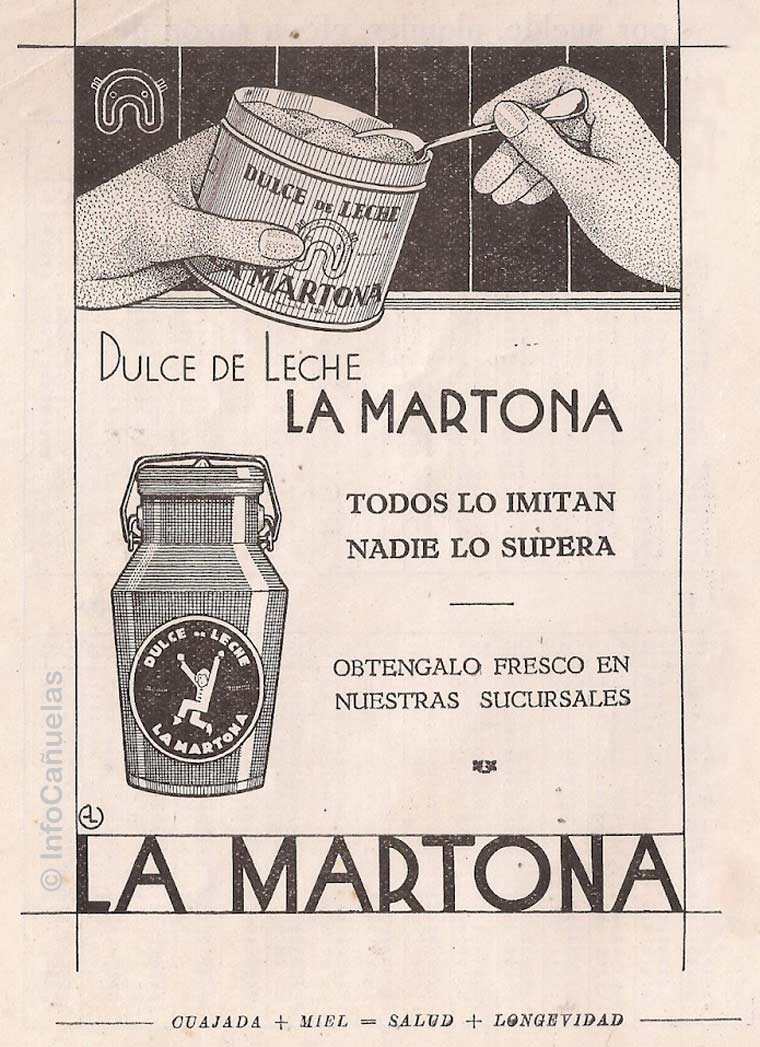 DULCE DE LECHE
LA MARTONA
DULCE DE LECHE
LA MARTONA
TODOS LO IMITAN
NADIE LO SUPERA
DULCE DE LECHE
LA MARTONA
OBTENGALO FRESCO EN
NUESTRAS SUCURSALES
LA MARTONA
CUAJADA + MIEL = SALUD + LONGEVIDAD
© InfoCañuelas